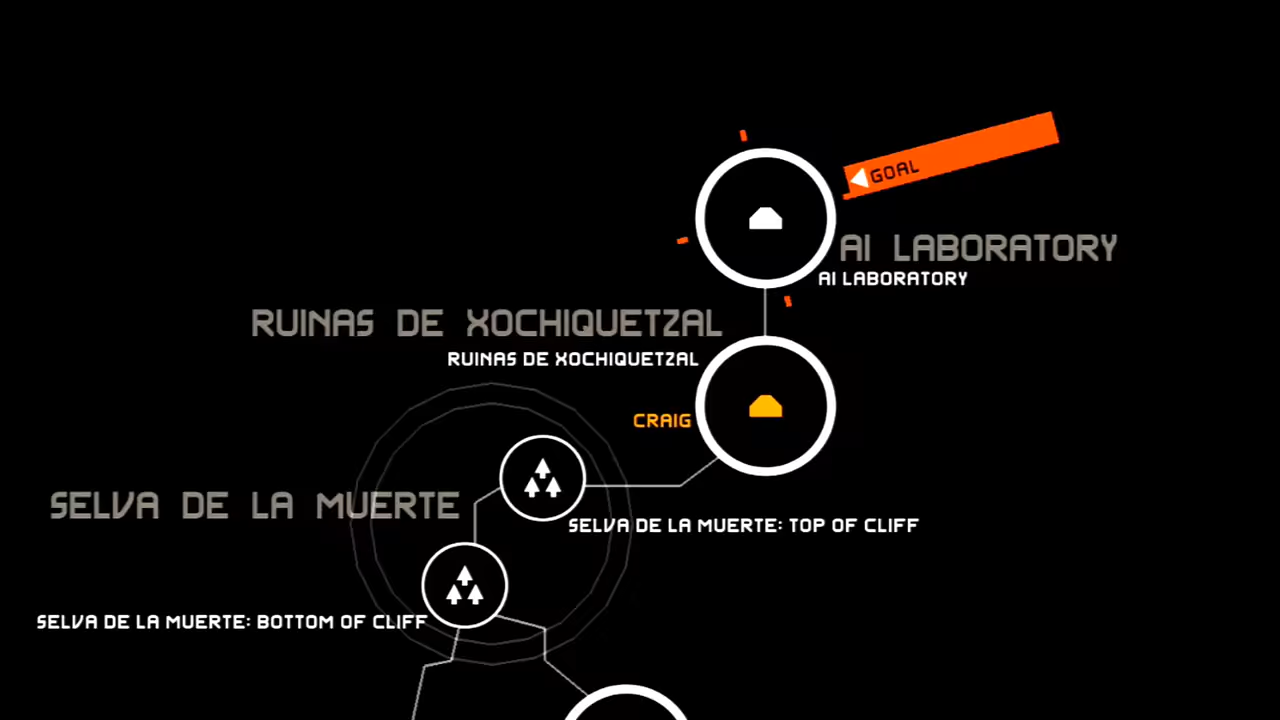 GOAL
AI LABORATORY
AI LABORATORY
RUINAS DE XOCHIQUETZAL
RUINAS DE XOCHIQUETZAL
CRAIG
SELVA DE LA MUERTE
SELVA DE LA MUERTE: TOP OF CLIFF
SELVA DE LA MUERTE: BOTTOM OF CLIFF